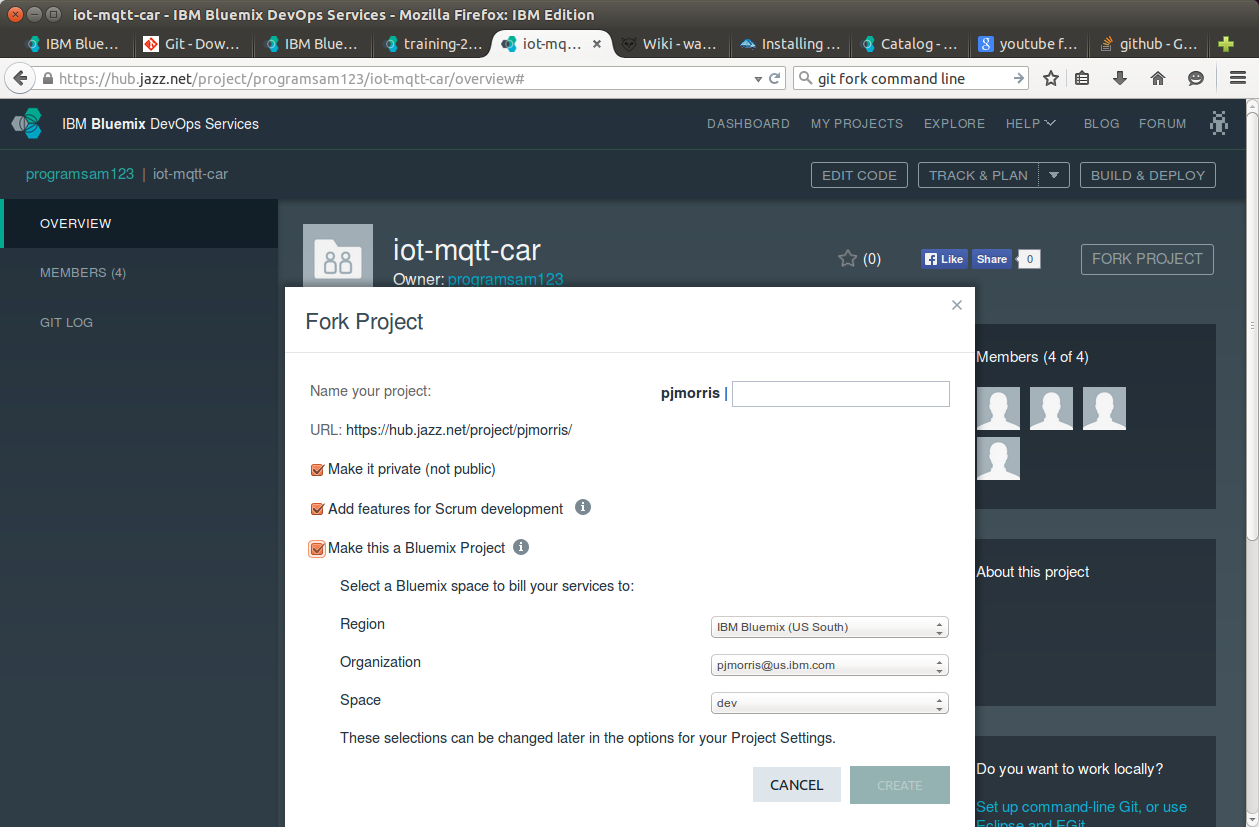 iot-mqtt-car - IBM Bluemix DevOps Services - Mozilla Firefox: IBM Edition
IBM Blue... Git - Dow... IBM Blue... training-2... iot-mq... Wiki - wa... Installing ... Catalog - ... youtube f... github - G...
https://hub.jazz.net/project/programsam123/iot-mqtt-car/overview#
git fork command line
IBM Bluemix DevOps Services
DASHBOARD MY PROJECTS EXPLORE HELP BLOG FORUM
programsam123 | iot-mqtt-car
EDIT CODE TRACK & PLAN BUILD & DEPLOY
OVERVIEW
MEMBERS (4)
GIT LOG
iot-mqtt-car
Owner: programsam123
(0)
Like Share 0
FORK PROJECT
Fork Project
Name your project: pjmorris |
URL: https://hub.jazz.net/project/pjmorris/
Make it private (not public)
Add features for Scrum development
Make this a Bluemix Project
Select a Bluemix space to bill your services to:
Region IBM Bluemix (US South)
Organization pjmorris@us.ibm.com
Space dev
These selections can be changed later in the options for your Project Settings.
CANCEL CREATE
Members (4 of 4)
About this project
Do you want to work locally?
Set up command-line Git, or use
Eclipse and EGit